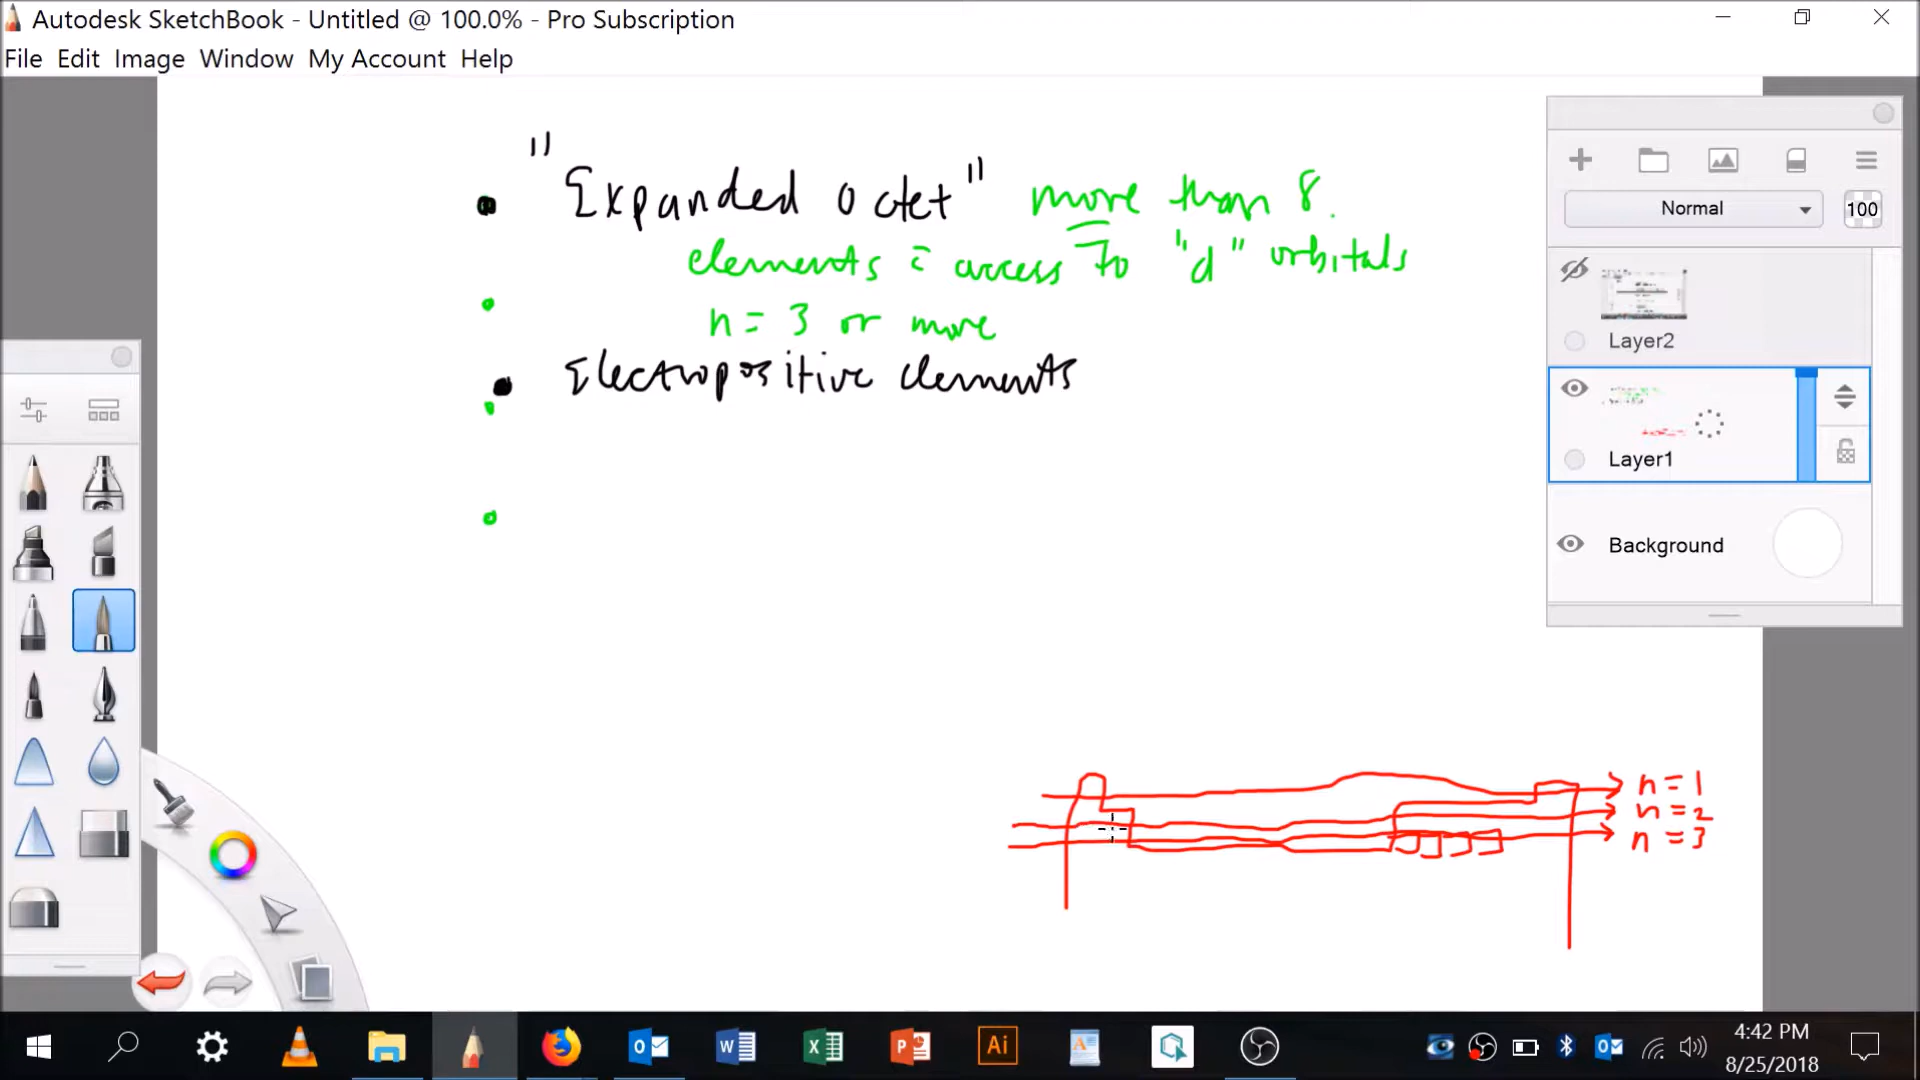 Autodesk SketchBook - Untitled @ 100.0% - Pro Subscription
File Edit Image Window My Account Help
"Expanded octet" more than 8.
elements c access to "d" orbitals
n = 3 or more
Electropositive elements
Normal 100
Layer2
Layer1
Background
n = 1
n = 2
n = 3
Ai
4:42 PM
8/25/2018